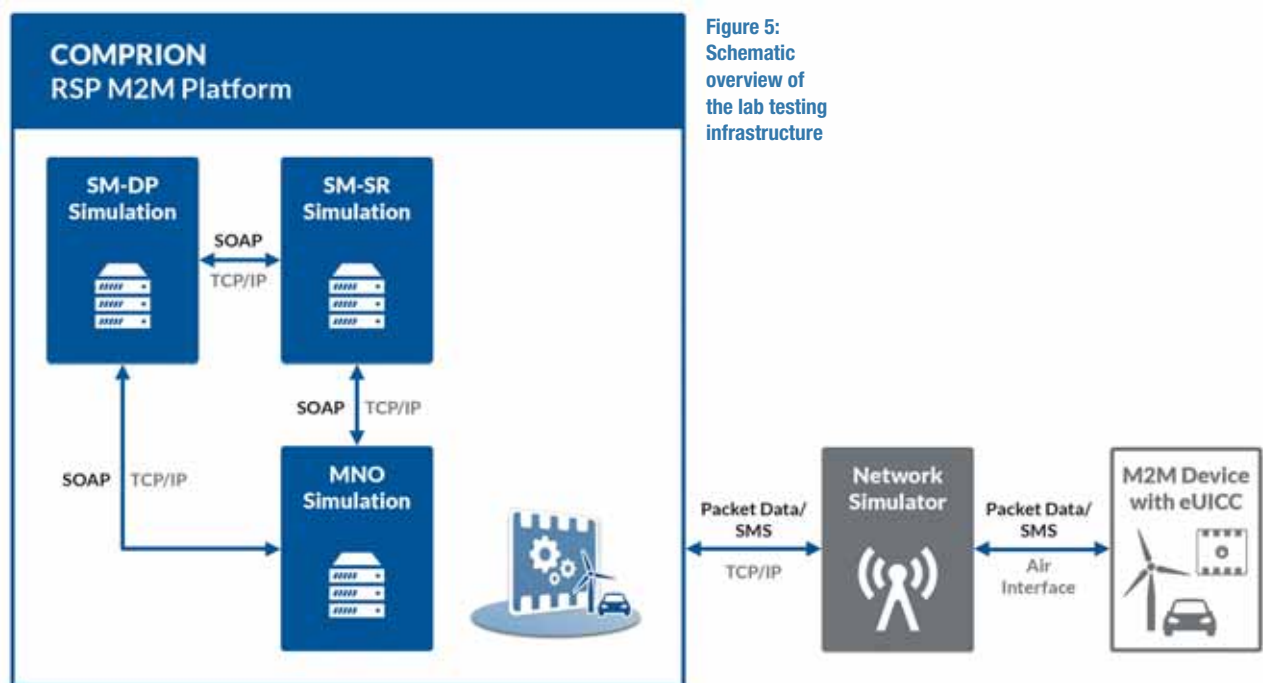 COMPRION
RSP M2M Platform
Figure 5:
Schematic
overview of
the lab testing
infrastructure
SM-DP
Simulation
SOAP
TCP/IP
SM-SR
Simulation
SOAP TCP/IP
SOAP TCP/IP
MNO
Simulation
Packet Data/
SMS
TCP/IP
Network
Simulator
Packet Data/
SMS
Air
Interface
M2M Device
with eUICC